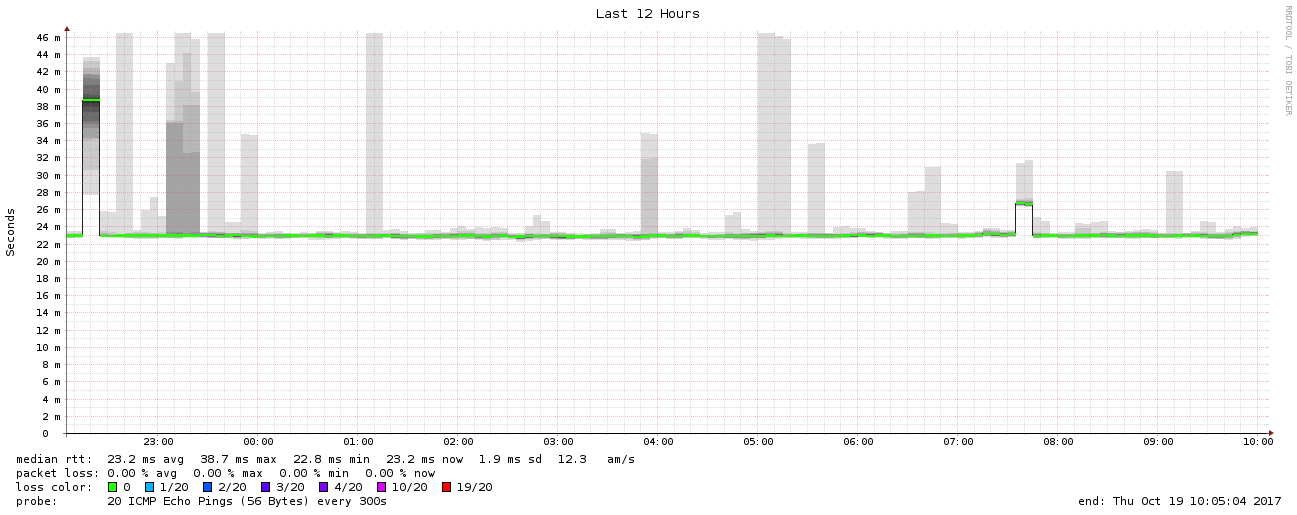 Last 12 Hours
RRDTOOL / TOBI OETIKER
Seconds
46 m
44 m
42 m
40 m
38 m
36 m
34 m
32 m
30 m
28 m
26 m
24 m
22 m
20 m
18 m
16 m
14 m
12 m
10 m
8 m
6 m
4 m
2 m
0
23:00 00:00 01:00 02:00 03:00 04:00 05:00 06:00 07:00 08:00 09:00 10:00
median rtt: 23.2 ms avg 38.7 ms max 22.8 ms min 23.2 ms now 1.9 ms sd 12.3 am/s
packet loss: 0.00 % avg 0.00 % max 0.00 % min 0.00 % now
loss color: 0 1/20 2/20 3/20 4/20 10/20 19/20
probe: 20 ICMP Echo Pings (56 Bytes) every 300s
end: Thu Oct 19 10:05:04 2017